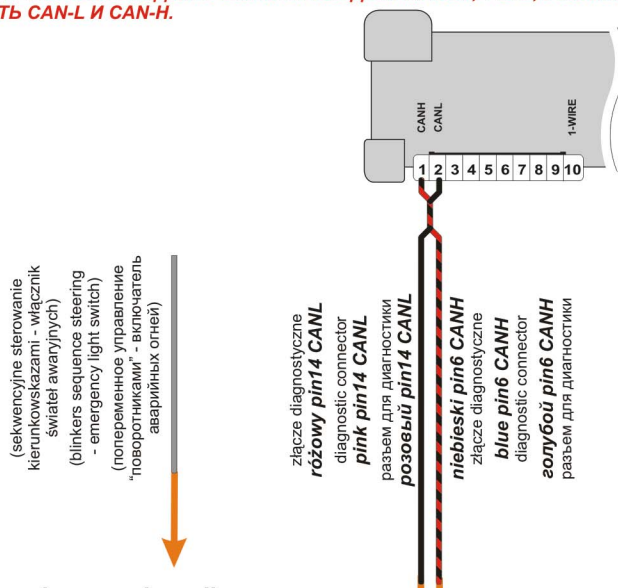 ТЬ CAN-L И CAN-H.
CANH
CANL
1-WIRE
1 2 3 4 5 6 7 8 9 10
(sekwencyjne sterowanie
kierunkowskazami - włącznik
świateł awaryjnych)
(blinkers sequence steering
- emergency light switch)
(попеременное управление
"поворотниками" - включатель
аварийных огней)
złącze diagnostyczne
różowy pin14 CANL
diagnostic connector
pink pin14 CANL
разъем для диагностики
розовый pin14 CANL
niebieski pin6 CANH
złącze diagnostyczne
blue pin6 CANH
diagnostic connector
голубой pin6 CANH
разъем для диагностики